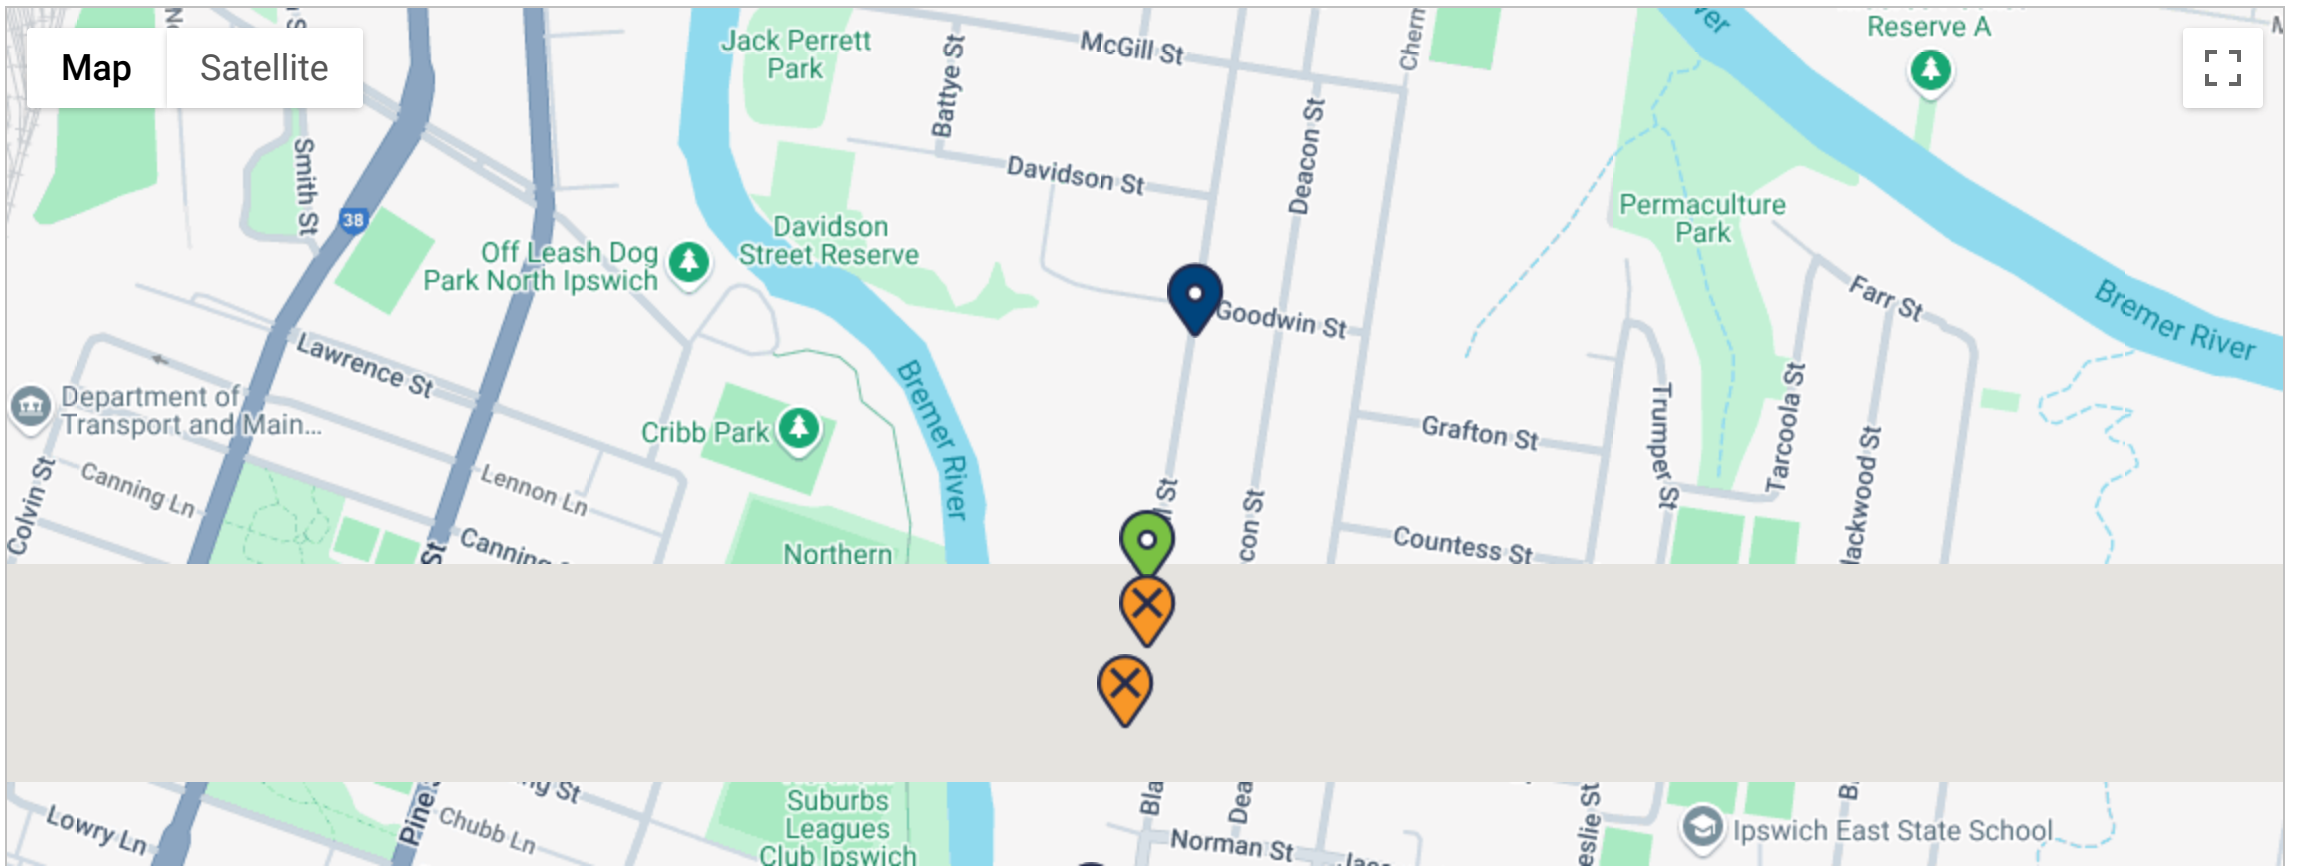 Map
Satellite
Jack Perrett
Park
McGill St
Battye St
Reserve A
Smith St
38
Davidson St
Deacon St
Off Leash Dog
Park North Ipswich
Davidson
Street Reserve
Permaculture
Park
Goodwin St
Farr St
Bremer River
Lawrence St
Department of
Transport and Main...
Cribb Park
Bremer River
Grafton St
Trumper St
Tarcoola St
Colvin St
Canning Ln
Lennon Ln
Canning
St
Northern
Countess St
Lowry Ln
Chubb Ln
Suburbs
Leagues
Club Ipswich
Norman St
Ipswich East State School